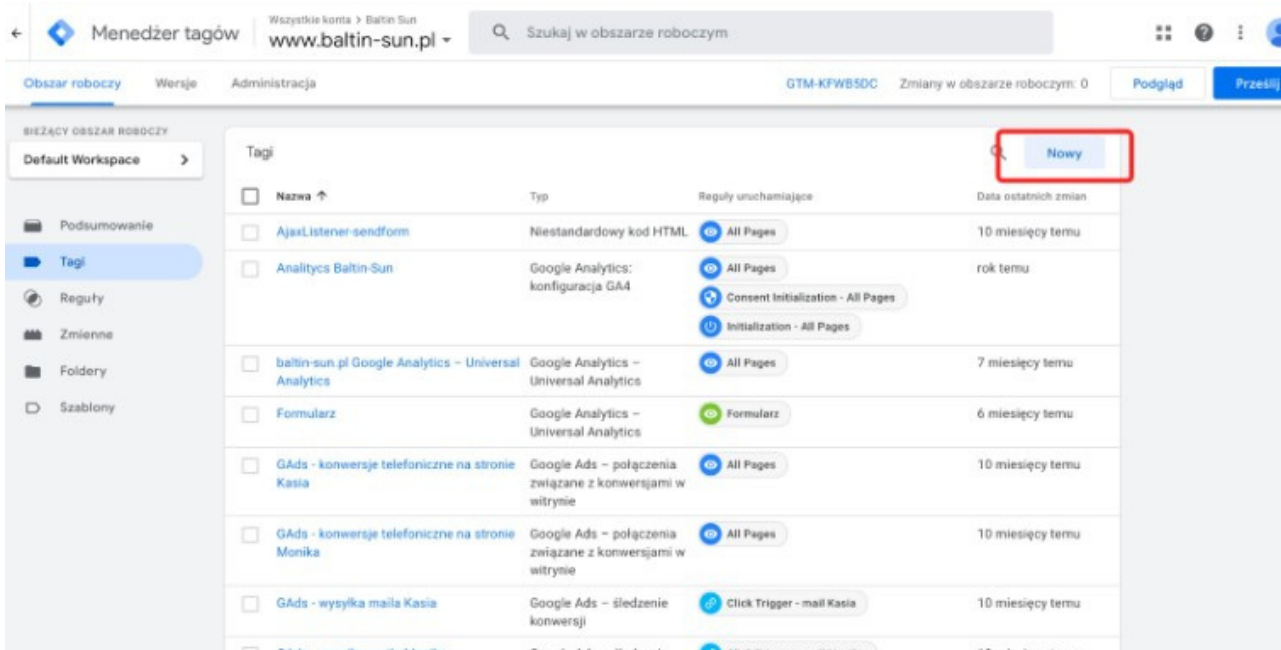 Wszystkie konta > Baltin Sun
Menedżer tagów
www.baltin-sun.pl
Szukaj w obszarze roboczym
Obszar roboczy
Wersje
Administracja
GTM-KFWB5DC
Zmiany w obszarze roboczym: 0
Podgląd
Prześlij
BIEŻĄCY OBSZAR ROBOCZY
Default Workspace
Podsumowanie
Tagi
Reguły
Zmienne
Foldery
Szablony
Tagi
Nowy
Nazwa
Typ
Reguły uruchamiające
Data ostatnich zmian
AjaxListener-sendform
Niestandardowy kod HTML
All Pages
10 miesięcy temu
Analitycs Baltin-Sun
Google Analytics:
konfiguracja GA4
All Pages
Consent Initialization - All Pages
Initialization - All Pages
rok temu
baltin-sun.pl Google Analytics – Universal
Analytics
Google Analytics –
Universal Analytics
All Pages
7 miesięcy temu
Formularz
Google Analytics –
Universal Analytics
Formularz
6 miesięcy temu
GAds - konwersje telefoniczne na stronie
Kasia
Google Ads – połączenia
związane z konwersjami w
witrynie
All Pages
10 miesięcy temu
GAds - konwersje telefoniczne na stronie
Monika
Google Ads – połączenia
związane z konwersjami w
witrynie
All Pages
10 miesięcy temu
GAds - wysyłka maila Kasia
Google Ads – śledzenie
konwersji
Click Trigger - mail Kasia
10 miesięcy temu